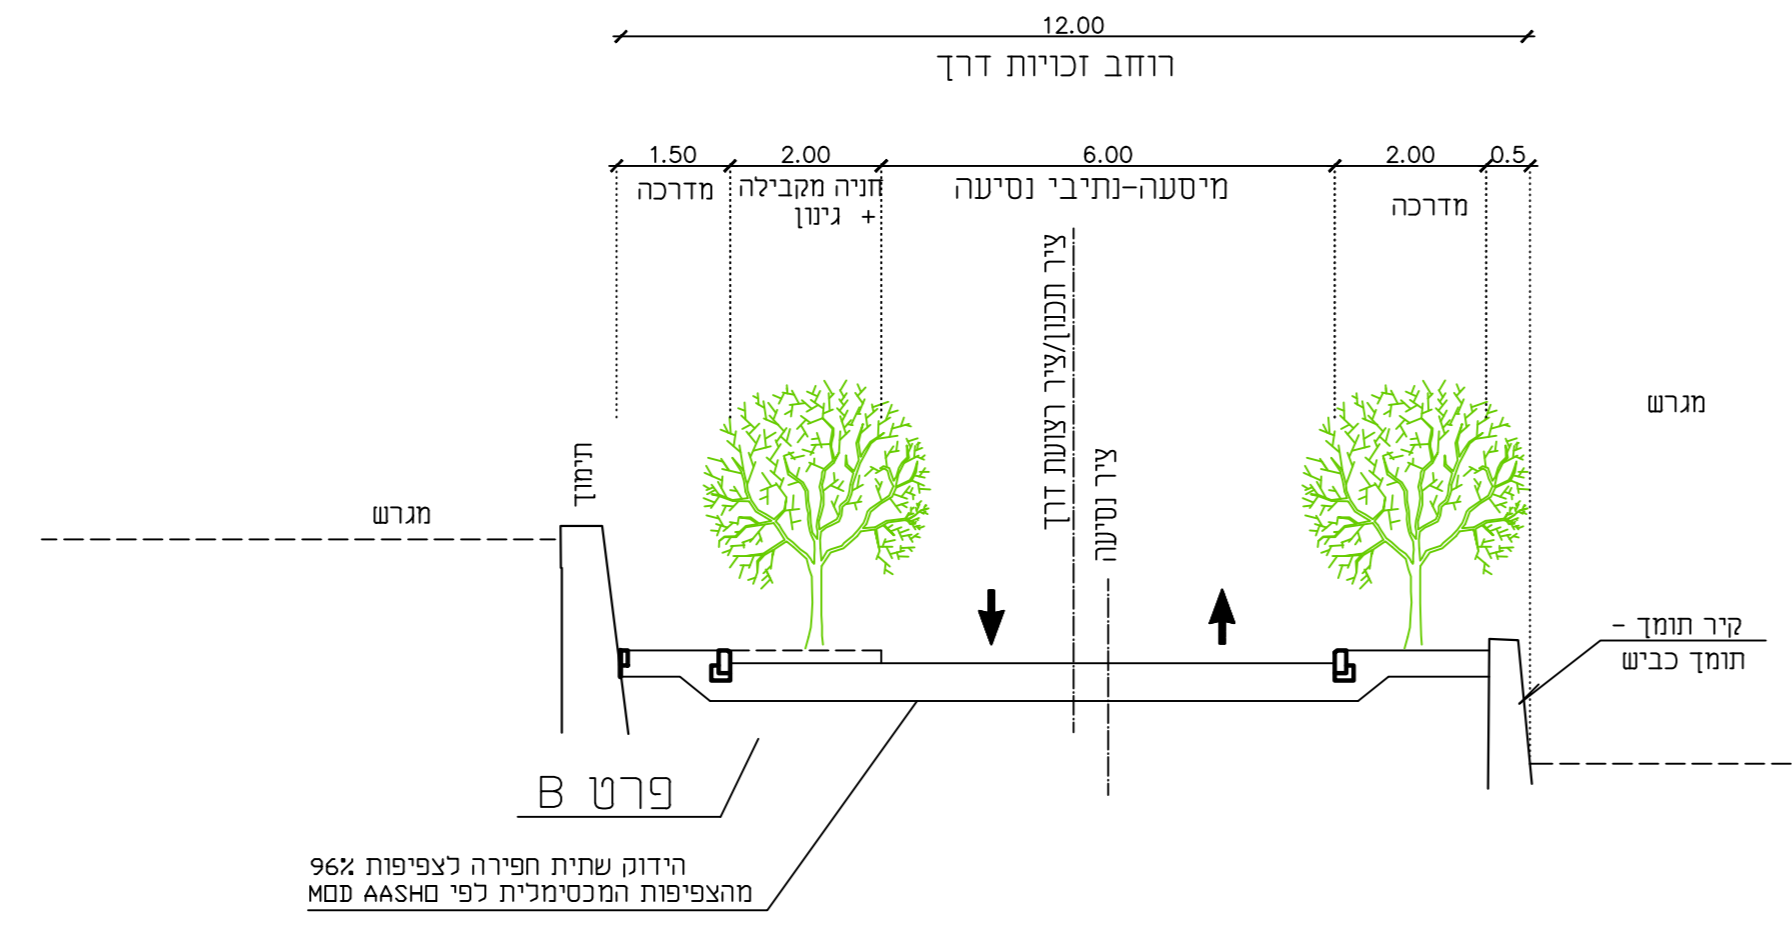 12.00
רוחב זכויות דרך
1.50
2.00
6.00
2.00
0.5
מדרכה
חניה מקבילה
+ גינון
מיסעה-נתיבי נסיעה
מדרכה
ציר תכנון/ציר רצועת דרך
ציר נסיעה
מגרש
תימוך
מגרש
קיר תומך -
תומך כביש
פרט B
הידוק שתית חפירה לצפיפות 96%
מהצפיפות המכסימלית לפי MOD AASHO